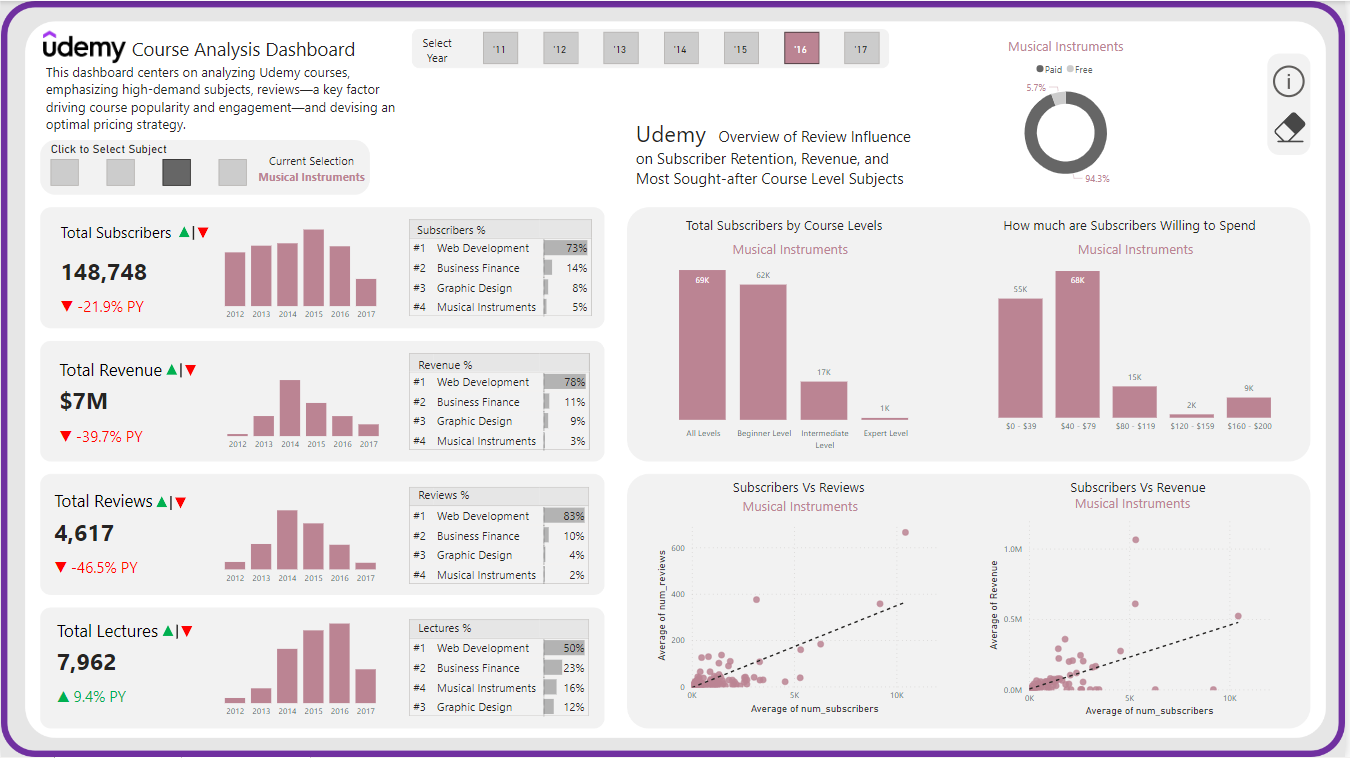 ûdemy Course Analysis Dashboard
This dashboard centers on analyzing Udemy courses,
emphasizing high-demand subjects, reviews—a key factor
driving course popularity and engagement—and devising an
optimal pricing strategy.
Click to Select Subject
Current Selection
Musical Instruments
Select
Year
'11 '12 '13 '14 '15 '16 '17
Udemy Overview of Review Influence
on Subscriber Retention, Revenue, and
Most Sought-after Course Level Subjects
Musical Instruments
Paid Free
5.7%
94.3%
i
Total Subscribers ▲|▼
148,748
▼ -21.9% PY
2012 2013 2014 2015 2016 2017
Subscribers %
#1 Web Development 73%
#2 Business Finance 14%
#3 Graphic Design 8%
#4 Musical Instruments 5%
Total Revenue ▲|▼
$7M
▼ -39.7% PY
2012 2013 2014 2015 2016 2017
Revenue %
#1 Web Development 78%
#2 Business Finance 11%
#3 Graphic Design 9%
#4 Musical Instruments 3%
Total Reviews ▲|▼
4,617
▼ -46.5% PY
2012 2013 2014 2015 2016 2017
Reviews %
#1 Web Development 83%
#2 Business Finance 10%
#3 Graphic Design 4%
#4 Musical Instruments 2%
Total Lectures ▲|▼
7,962
▲ 9.4% PY
2012 2013 2014 2015 2016 2017
Lectures %
#1 Web Development 50%
#2 Business Finance 23%
#4 Musical Instruments 16%
#3 Graphic Design 12%
Total Subscribers by Course Levels
Musical Instruments
69K
62K
17K
1K
All Levels Beginner Level Intermediate Expert Level
Level
How much are Subscribers Willing to Spend
Musical Instruments
55K
68K
15K
2K
9K
$0 - $39 $40 - $79 $80 - $119 $120 - $159 $160 - $200
Subscribers Vs Reviews
Musical Instruments
Average of num_reviews
600
400
200
0
0K 5K 10K
Average of num_subscribers
Subscribers Vs Revenue
Musical Instruments
Average of Revenue
1.0M
0.5M
0.0M
0K 5K 10K
Average of num_subscribers